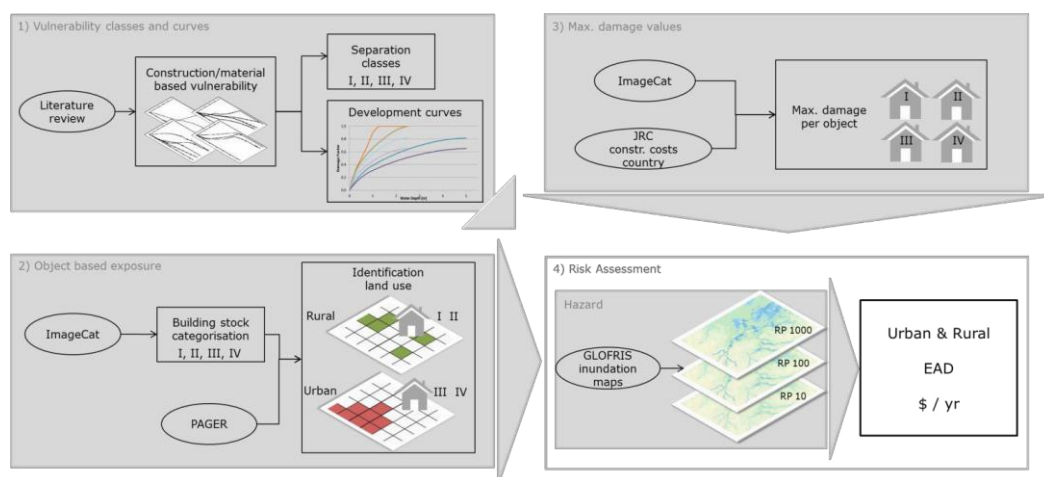 1) Vulnerability classes and curves
Literature
review
Construction/material
based vulnerability
Separation
classes
I, II, III, IV
Development curves
Water Depth [m]
3) Max. damage values
ImageCat
JRC
constr. costs
country
Max. damage
per object
I
II
III
IV
2) Object based exposure
ImageCat
Building stock
categorisation
I, II, III, IV
PAGER
Identification
land use
Rural
I II
Urban
III IV
4) Risk Assessment
Hazard
GLOFRIS
inundation
maps
RP 1000
RP 100
RP 10
Urban & Rural
EAD
$ / yr